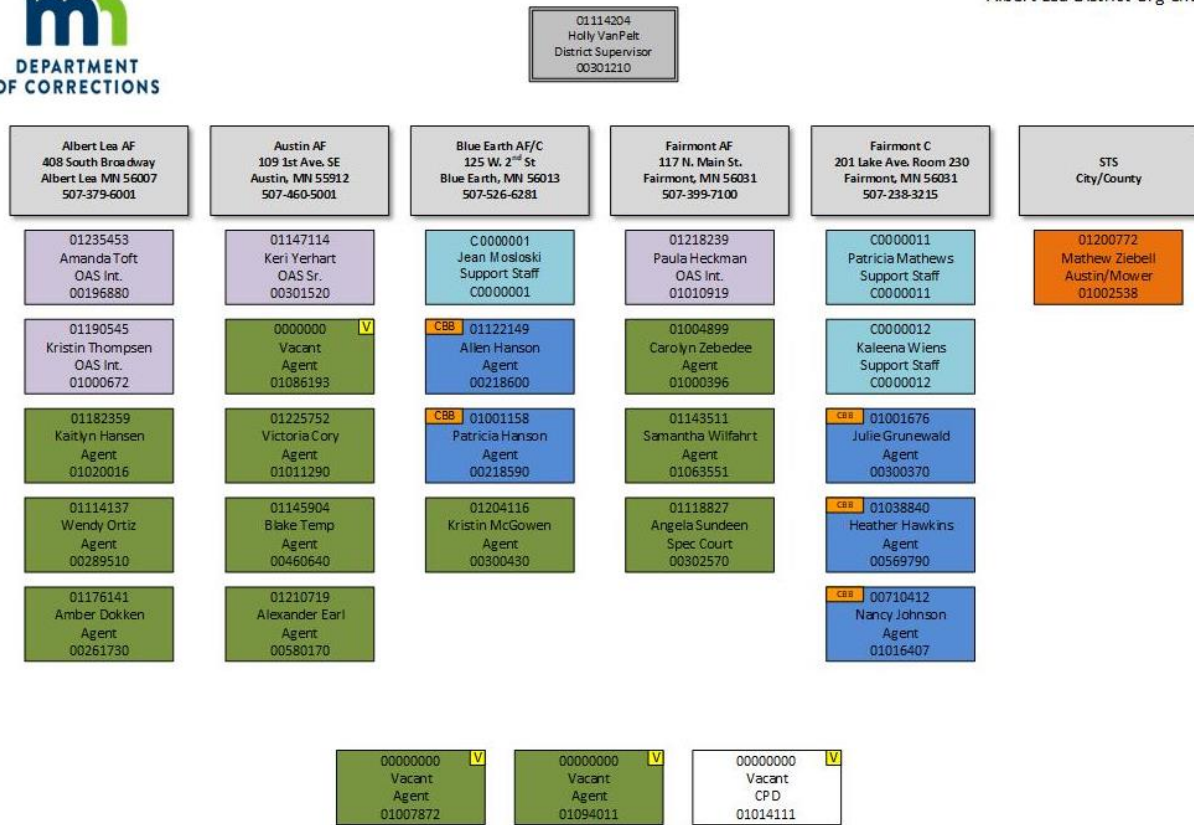 DEPARTMENT
OF CORRECTIONS
01114204
Holly VanPelt
District Supervisor
00301210
Albert Lea AF
408 South Broadway
Albert Lea MN 56007
507-379-6001
Austin AF
109 1st Ave. SE
Austin, MN 55912
507-460-5001
Blue Earth AF/C
125 W. 2nd St
Blue Earth, MN 56013
507-526-6281
Fairmont AF
117 N. Main St.
Fairmont, MN 56031
507-399-7100
Fairmont C
201 Lake Ave. Room 230
Fairmont, MN 56031
507-238-3215
STS
City/County
01235453
Amanda Toft
OAS Int.
00196880
01190545
Kristin Thompsen
OAS Int.
01000672
01182359
Kaitlyn Hansen
Agent
01020016
01114137
Wendy Ortiz
Agent
00289510
01176141
Amber Dokken
Agent
00261730
01147114
Keri Yerhart
OAS Sr.
00301520
0000000 V
Vacant
Agent
01086193
01225752
Victoria Cory
Agent
01011290
01145904
Blake Temp
Agent
00460640
01210719
Alexander Earl
Agent
00580170
C0000001
Jean Mosloski
Support Staff
C0000001
CBB 01122149
Allen Hanson
Agent
00218600
CBB 01001158
Patricia Hanson
Agent
00218590
01204116
Kristin McGowen
Agent
00300430
01218239
Paula Heckman
OAS Int.
01010919
01004899
Carolyn Zebedee
Agent
01000396
01143511
Samantha Wilfahrt
Agent
01063551
01118827
Angela Sundeen
Spec Court
00302570
C0000011
Patricia Mathews
Support Staff
C0000011
C0000012
Kaleena Wiens
Support Staff
C0000012
CBB 01001676
Julie Grunewald
Agent
00300370
CBB 01038840
Heather Hawkins
Agent
00569790
CBB 00710412
Nancy Johnson
Agent
01016407
01200772
Mathew Ziebell
Austin/Mower
01002538
00000000 V
Vacant
Agent
01007872
00000000 V
Vacant
Agent
01094011
00000000 V
Vacant
CPD
01014111